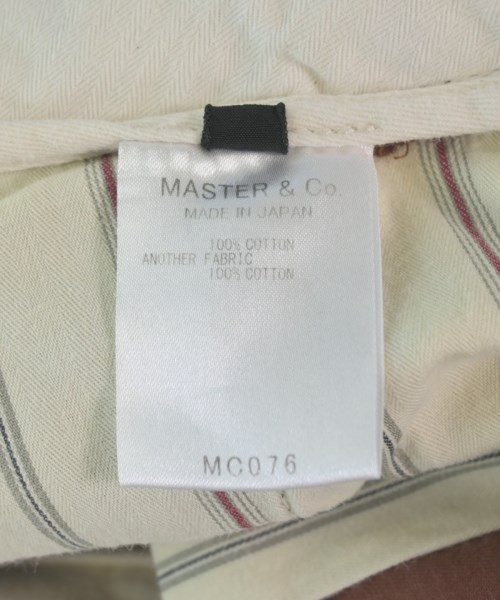 MASTER & Co.
MADE IN JAPAN
100% COTTON
ANOTHER FABRIC
100% COTTON
MC076